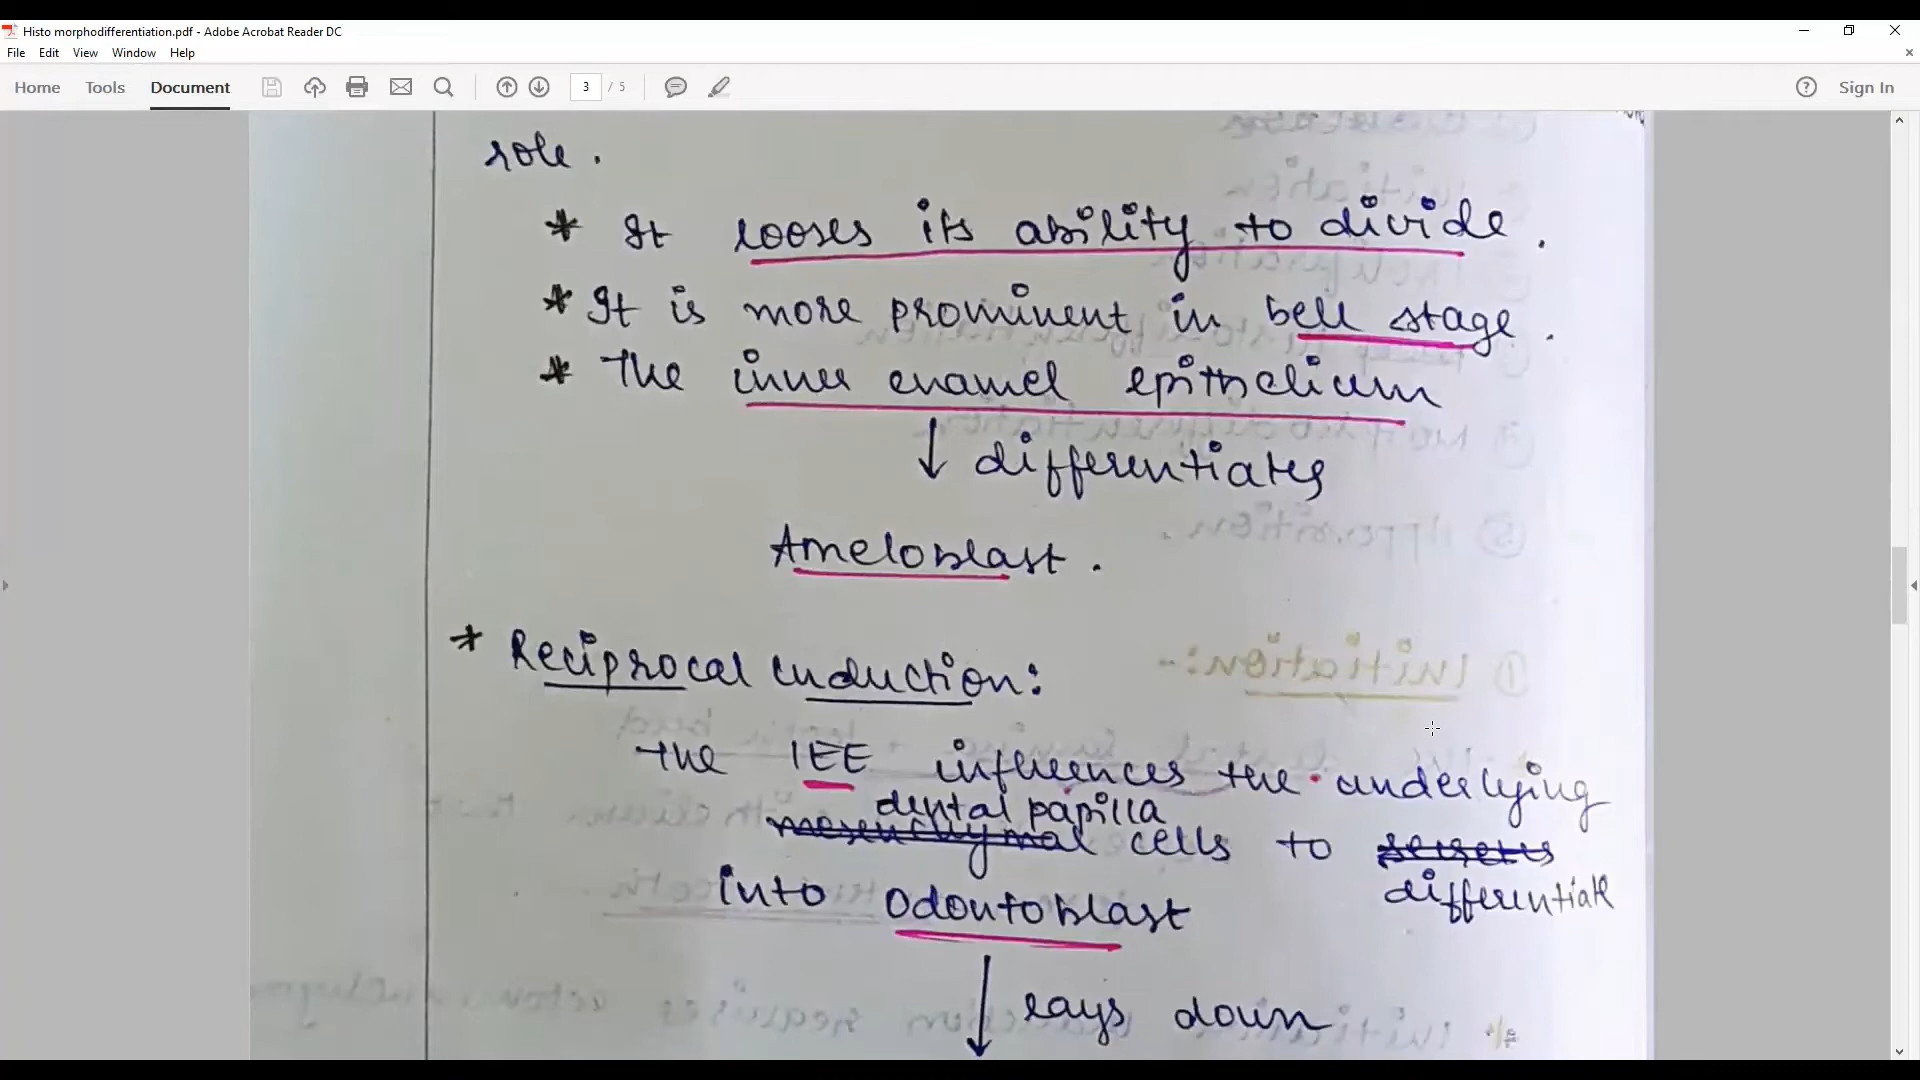 Histo morphodifferentiation.pdf - Adobe Acrobat Reader DC
File Edit View Window Help
Home Tools Document 3 / 5 Sign In
role.
* It looses its ability to divide.
* It is more prominent in bell stage.
* The inner enamel epithelium
↓ differentiates
Ameloblast.
* Reciprocal induction:
The IEE influences the underlying
dental papilla
mesenchymal cells to
differentiate
into Odontoblast
↓ lays down